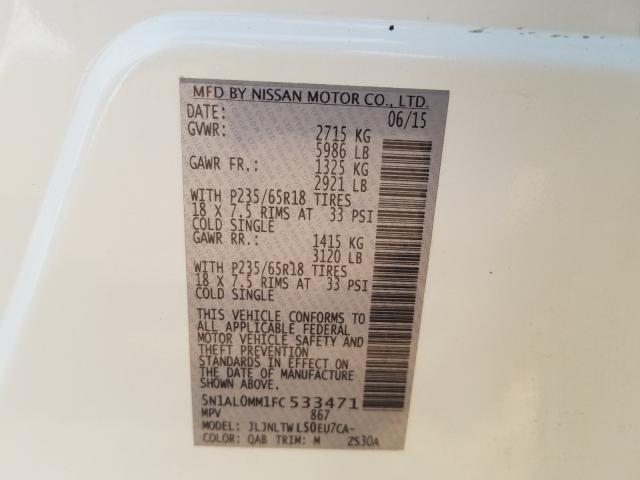 MFD BY NISSAN MOTOR CO., LTD.
DATE: 06/15
GVWR: 2715 KG
5986 LB
GAWR FR.: 1325 KG
2921 LB
WITH P235/65R18 TIRES
18 X 7.5 RIMS AT 33 PSI
COLD SINGLE
GAWR RR.: 1415 KG
3120 LB
WITH P235/65R18 TIRES
18 X 7.5 RIMS AT 33 PSI
COLD SINGLE
THIS VEHICLE CONFORMS TO
ALL APPLICABLE FEDERAL
MOTOR VEHICLE SAFETY AND
THEFT PREVENTION
STANDARDS IN EFFECT ON
THE DATE OF MANUFACTURE
SHOWN ABOVE.
5N1AL0MM1FC533471
MPV 867
MODEL: JLJNLTW L50EU7CA-
COLOR: QAB TRIM: M ZS30A